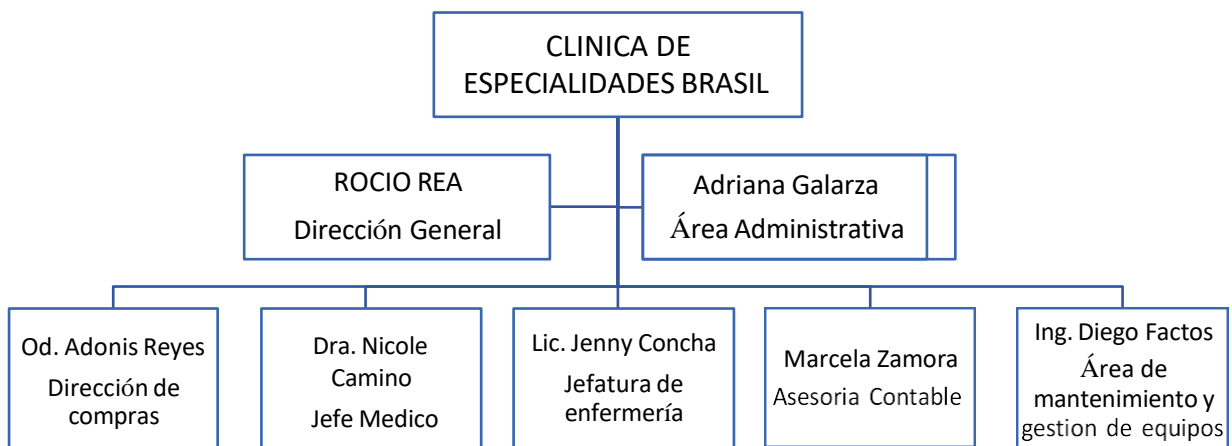 CLINICA DE
ESPECIALIDADES BRASIL
ROCIO REA
Dirección General
Adriana Galarza
Área Administrativa
Od. Adonis Reyes
Dirección de
compras
Dra. Nicole
Camino
Jefe Medico
Lic. Jenny Concha
Jefatura de
enfermería
Marcela Zamora
Asesoria Contable
Ing. Diego Factos
Área de
mantenimiento y
gestion de equipos